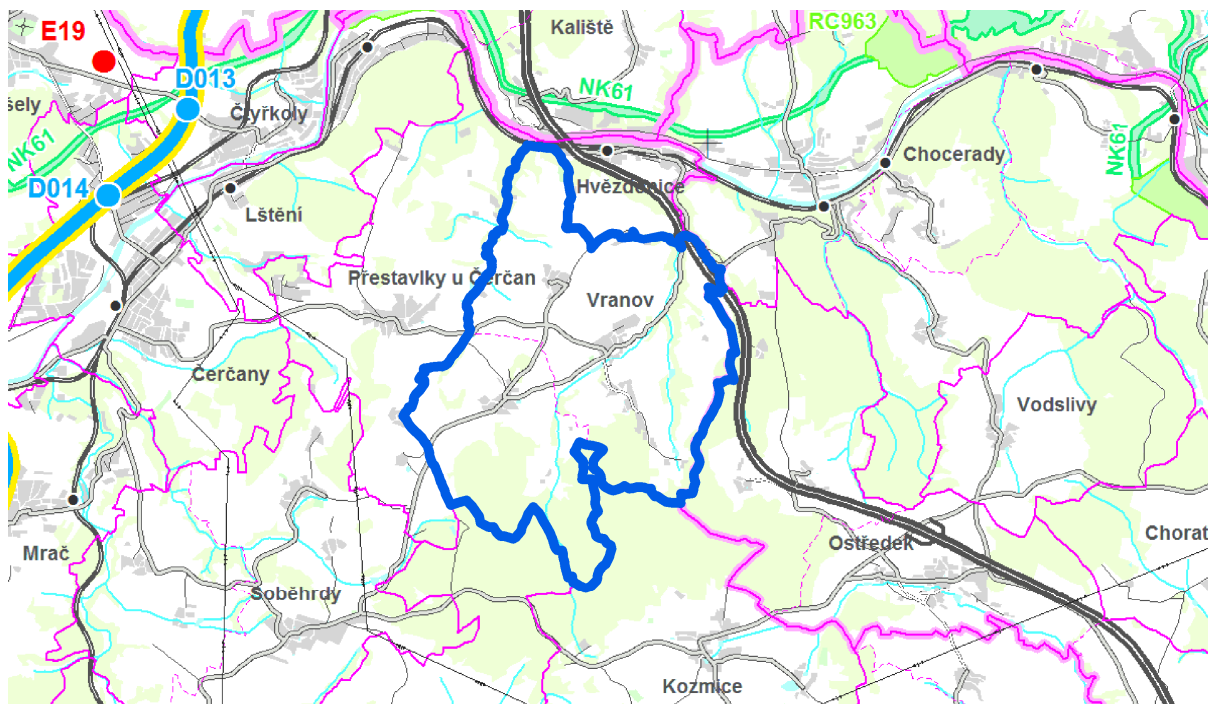 Kaliště
RC963
E19
D013
NK61
Čtyřkoly
šely
NK61
NK61
Chocerady
D014
Hvězdonice
Lštění
Přestavlky u Čerčan
Vranov
Čerčany
Vodslivy
Mrač
Ostředek
Chorat
Soběhrdy
Kozmice